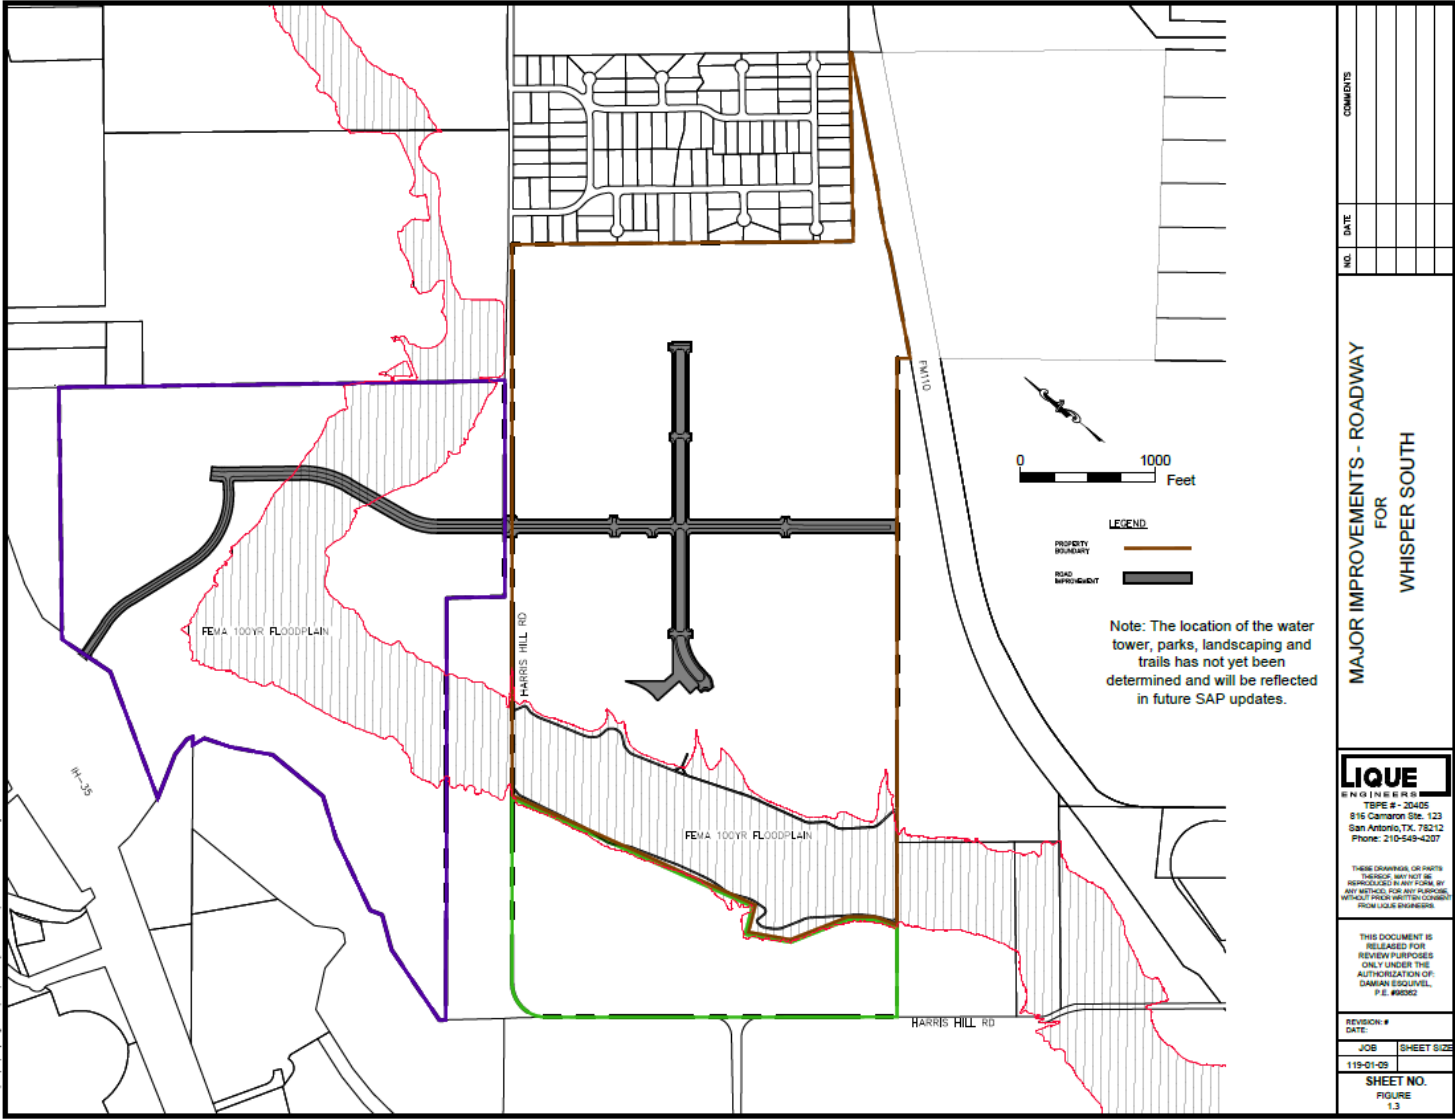 FM110
0 1000
Feet
LEGEND
PROPERTY
BOUNDARY
ROAD
IMPROVEMENT
Note: The location of the water
tower, parks, landscaping and
trails has not yet been
determined and will be reflected
in future SAP updates.
FEMA 100YR FLOODPLAIN
HARRIS HILL RD
IH-35
FEMA 100YR FLOODPLAIN
HARRIS HILL RD
NO. DATE COMMENTS
MAJOR IMPROVEMENTS - ROADWAY
FOR
WHISPER SOUTH
LIQUE
ENGINEERS
TBPE # - 20405
816 Camaron Ste. 123
San Antonio,TX. 78212
Phone: 210-549-4207
THESE DRAWINGS, OR PARTS
THEREOF, MAY NOT BE
REPRODUCED IN ANY FORM, BY
ANY METHOD, FOR ANY PURPOSE,
WITHOUT PRIOR WRITTEN CONSENT
FROM LIQUE ENGINEERS.
THIS DOCUMENT IS
RELEASED FOR
REVIEW PURPOSES
ONLY UNDER THE
AUTHORIZATION OF:
DAMIAN ESQUIVEL,
P.E.
REVISION: #
DATE:
JOB SHEET SIZE
119-01-09
SHEET NO.
FIGURE
1.3